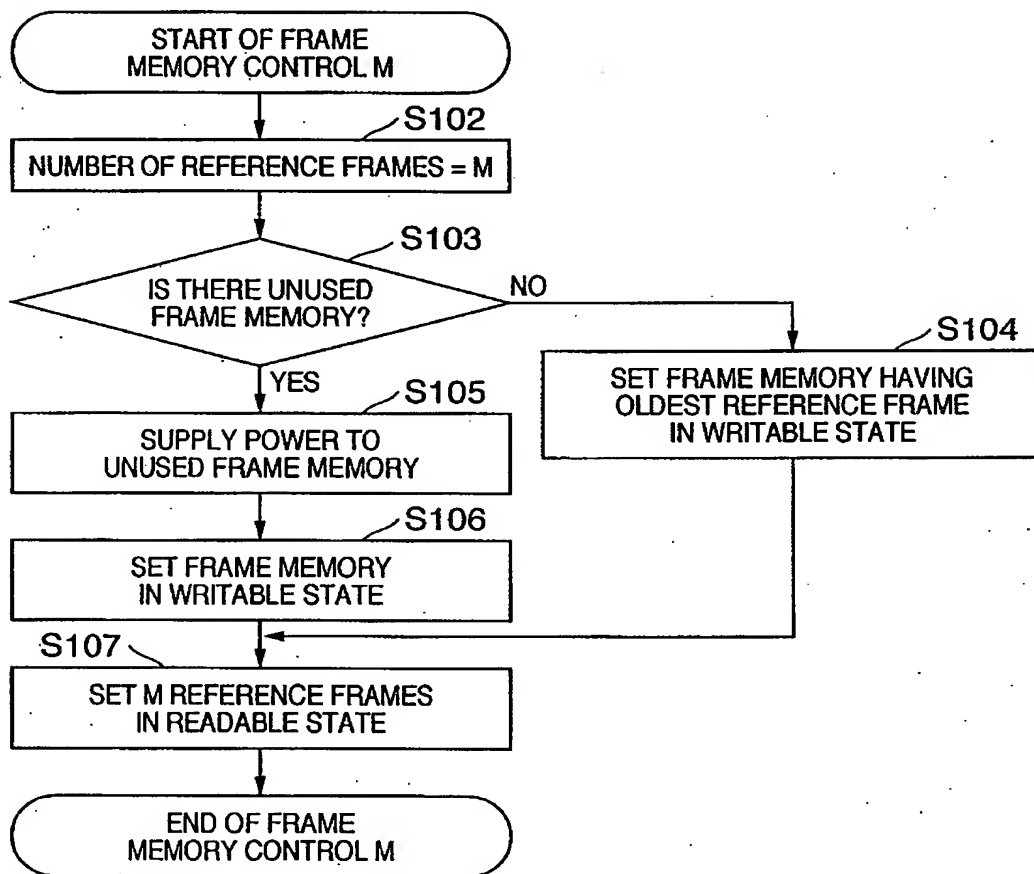 START OF FRAME
MEMORY CONTROL M
S102
NUMBER OF REFERENCE FRAMES = M
S103
IS THERE UNUSED
FRAME MEMORY?
NO
YES
S104
SET FRAME MEMORY HAVING
OLDEST REFERENCE FRAME
IN WRITABLE STATE
S105
SUPPLY POWER TO
UNUSED FRAME MEMORY
S106
SET FRAME MEMORY
IN WRITABLE STATE
S107
SET M REFERENCE FRAMES
IN READABLE STATE
END OF FRAME
MEMORY CONTROL M